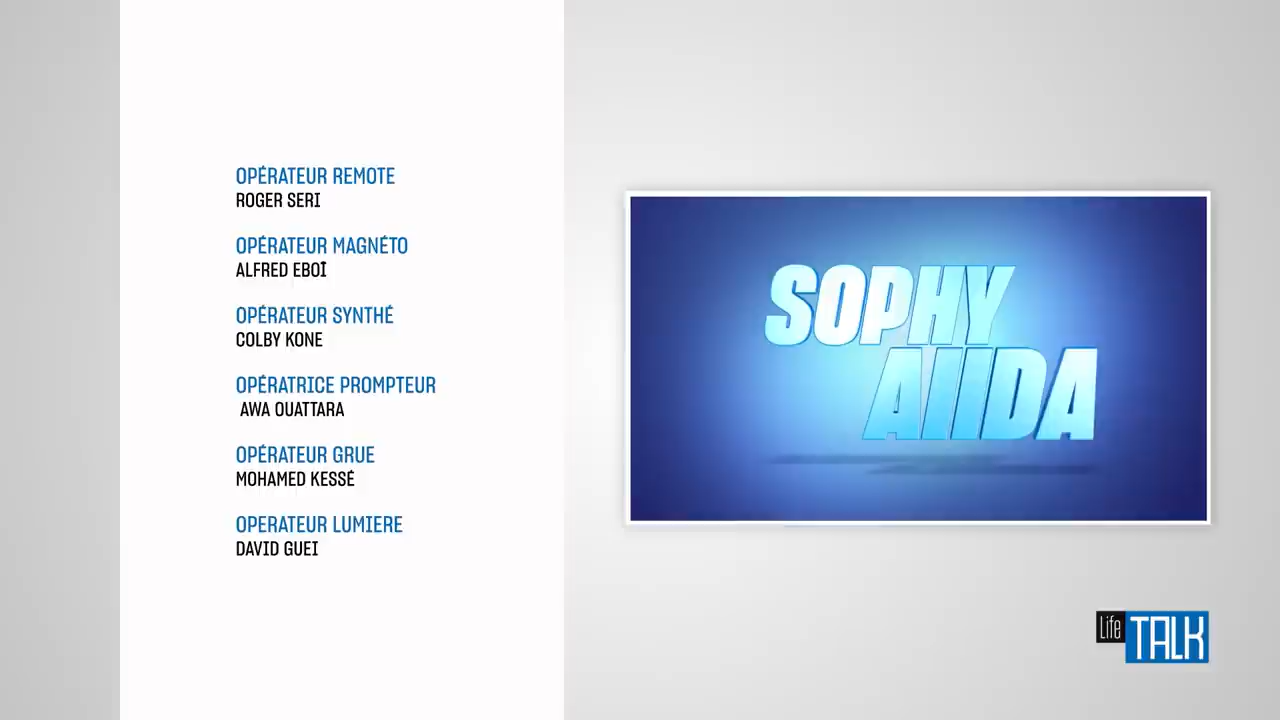 OPÉRATEUR REMOTE
ROGER SERI
OPÉRATEUR MAGNÉTO
ALFRED EBOÏ
OPÉRATEUR SYNTHÉ
COLBY KONE
OPÉRATRICE PROMPTEUR
AWA OUATTARA
OPÉRATEUR GRUE
MOHAMED KESSÉ
OPERATEUR LUMIERE
DAVID GUEI
SOPHY
AIIDA
Life
TALK